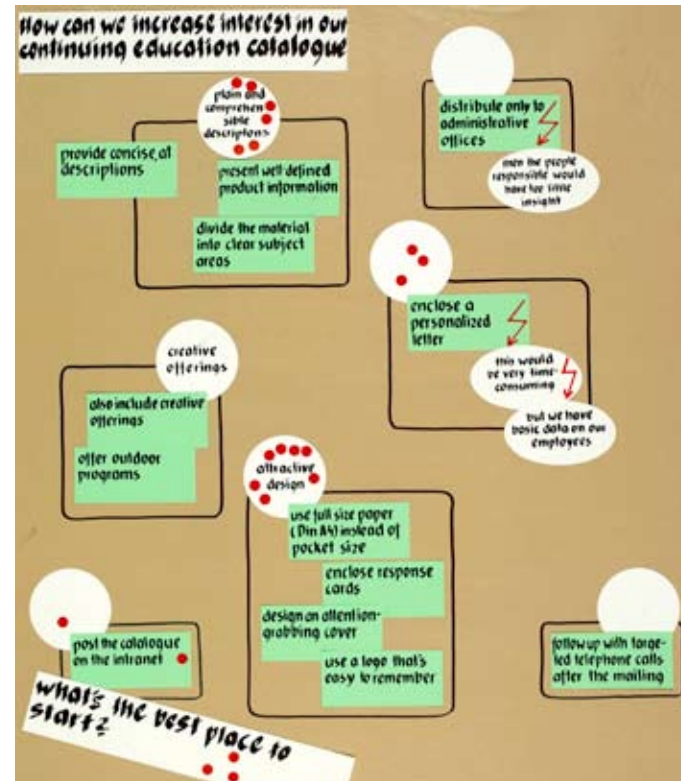 How can we increase interest in our
continuing education catalogue
plain and
comprehen
sible
descriptions
provide concise, at
descriptions
present well defined
product information
divide the material
into clear subject
areas
distribute only to
administrative
offices
then the people
responsible would
have too little
insight
enclose a
personalized
letter
this would
be very time-
consuming
but we have
basic data on our
employees
creative
offerings
also include creative
offerings
offer outdoor
programs
attractive
design
use full size paper
(Din A4) instead of
pocket size
enclose response
cards
design an attention-
grabbing cover
use a logo that's
easy to remember
post the catalogue
on the intranet
follow up with targe-
ted telephone calls
after the mailing
what's the best place to
start?